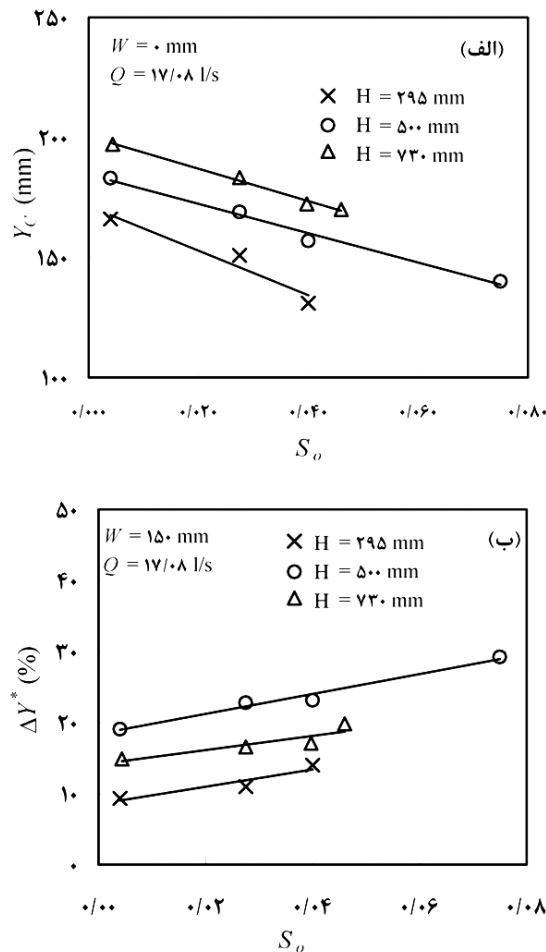 ۲۵۰
W = ۰ mm
(الف)
Q = ۱۷/۰۸ l/s
H = ۲۹۵ mm
H = ۵۰۰ mm
H = ۷۳۰ mm
۲۰۰
Y_C (mm)
۱۵۰
۱۰۰
۰/۰۰۰ ۰/۰۲۰ ۰/۰۴۰ ۰/۰۶۰ ۰/۰۸۰
S_o
۵۰
W = ۱۵۰ mm
(ب)
Q = ۱۷/۰۸ l/s
H = ۲۹۵ mm
H = ۵۰۰ mm
H = ۷۳۰ mm
۴۰
۳۰
ΔY* (%)
۲۰
۱۰
۰
۰/۰۰ ۰/۰۲ ۰/۰۴ ۰/۰۶ ۰/۰۸
S_o